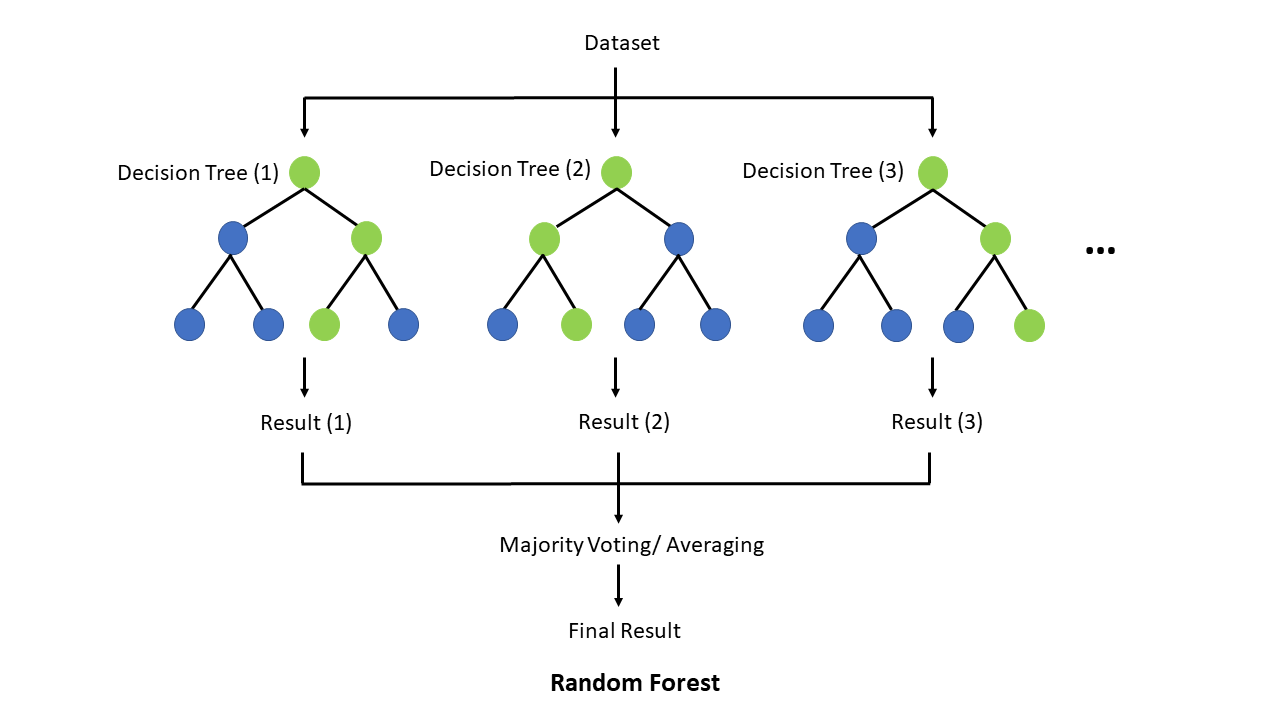 Dataset
Decision Tree (1)
Decision Tree (2)
Decision Tree (3)
...
Result (1)
Result (2)
Result (3)
Majority Voting/ Averaging
Final Result
Random Forest